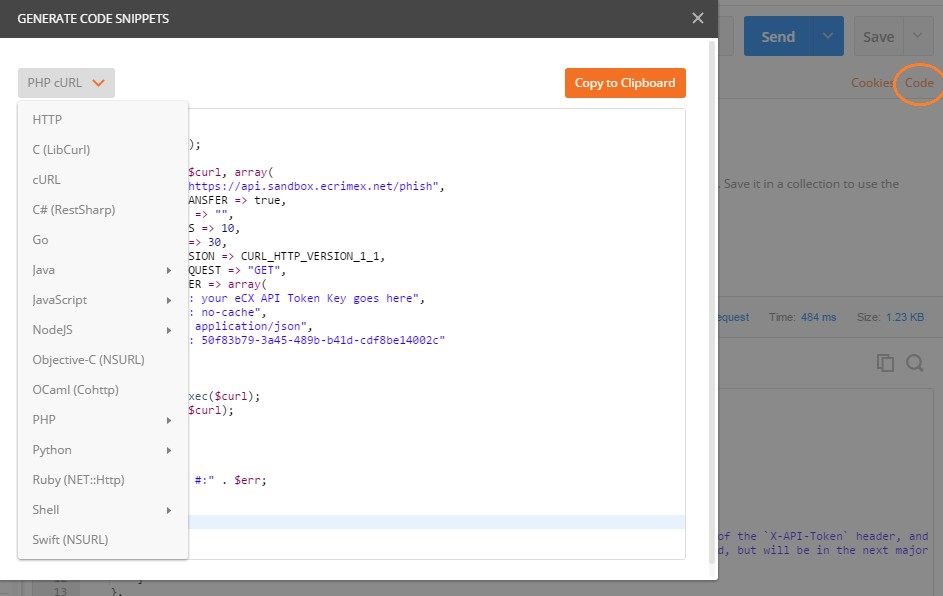 GENERATE CODE SNIPPETS
Send
Save
PHP cURL
Copy to Clipboard
Cookies
Code
HTTP
C (LibCurl)
cURL
C# (RestSharp)
Go
Java
JavaScript
NodeJS
Objective-C (NSURL)
OCaml (Cohttp)
PHP
Python
Ruby (NET::Http)
Shell
Swift (NSURL)
);
$curl, array(
https://api.sandbox.ecrimex.net/phish",
ANSFER => true,
=> "",
S => 10,
=> 30,
SION => CURL_HTTP_VERSION_1_1,
QUEST => "GET",
ER => array(
: your eCX API Token Key goes here",
: no-cache",
application/json",
: 50f83b79-3a45-489b-b41d-cdf8be14002c"
xec($curl);
$curl);
#:" . $err;
. Save it in a collection to use the
equest Time: 484 ms Size: 1.23 KB
of the `X-API-Token` header, and
d, but will be in the next major
13 },